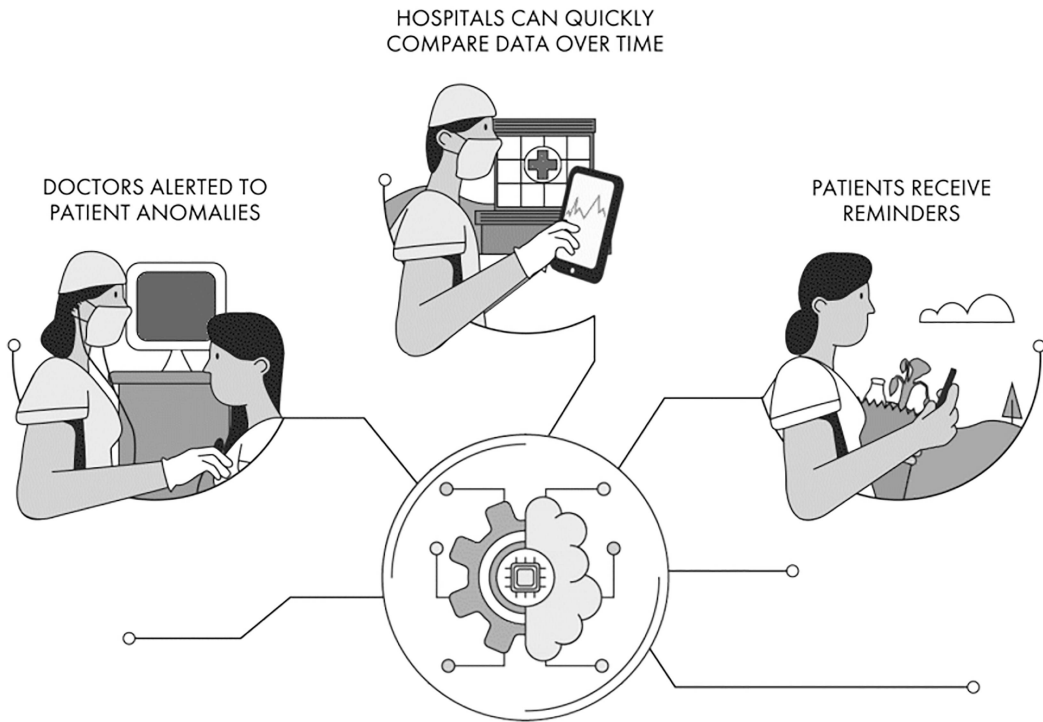 HOSPITALS CAN QUICKLY
COMPARE DATA OVER TIME
DOCTORS ALERTED TO
PATIENT ANOMALIES
PATIENTS RECEIVE
REMINDERS